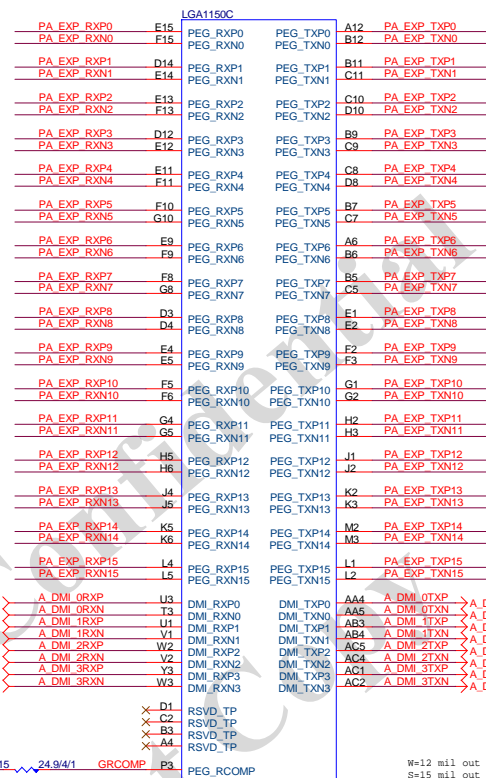 LGA1150C
PA_EXP_RXP0 E15 PEG_RXP0 PEG_TXP0 A12 PA_EXP_TXP0
PA_EXP_RXN0 F15 PEG_RXN0 PEG_TXN0 B12 PA_EXP_TXN0
PA_EXP_RXP1 D14 PEG_RXP1 PEG_TXP1 B11 PA_EXP_TXP1
PA_EXP_RXN1 E14 PEG_RXN1 PEG_TXN1 C11 PA_EXP_TXN1
PA_EXP_RXP2 E13 PEG_RXP2 PEG_TXP2 C10 PA_EXP_TXP2
PA_EXP_RXN2 F13 PEG_RXN2 PEG_TXN2 D10 PA_EXP_TXN2
PA_EXP_RXP3 D12 PEG_RXP3 PEG_TXP3 B9 PA_EXP_TXP3
PA_EXP_RXN3 E12 PEG_RXN3 PEG_TXN3 C9 PA_EXP_TXN3
PA_EXP_RXP4 E11 PEG_RXP4 PEG_TXP4 C8 PA_EXP_TXP4
PA_EXP_RXN4 F11 PEG_RXN4 PEG_TXN4 D8 PA_EXP_TXN4
PA_EXP_RXP5 F10 PEG_RXP5 PEG_TXP5 B7 PA_EXP_TXP5
PA_EXP_RXN5 G10 PEG_RXN5 PEG_TXN5 C7 PA_EXP_TXN5
PA_EXP_RXP6 E9 PEG_RXP6 PEG_TXP6 A6 PA_EXP_TXP6
PA_EXP_RXN6 F9 PEG_RXN6 PEG_TXN6 B6 PA_EXP_TXN6
PA_EXP_RXP7 F8 PEG_RXP7 PEG_TXP7 B5 PA_EXP_TXP7
PA_EXP_RXN7 G8 PEG_RXN7 PEG_TXN7 C5 PA_EXP_TXN7
PA_EXP_RXP8 D3 PEG_RXP8 PEG_TXP8 E1 PA_EXP_TXP8
PA_EXP_RXN8 D4 PEG_RXN8 PEG_TXN8 E2 PA_EXP_TXN8
PA_EXP_RXP9 E4 PEG_RXP9 PEG_TXP9 F2 PA_EXP_TXP9
PA_EXP_RXN9 E5 PEG_RXN9 PEG_TXN9 F3 PA_EXP_TXN9
PA_EXP_RXP10 F5 PEG_RXP10 PEG_TXP10 G1 PA_EXP_TXP10
PA_EXP_RXN10 F6 PEG_RXN10 PEG_TXN10 G2 PA_EXP_TXN10
PA_EXP_RXP11 G4 PEG_RXP11 PEG_TXP11 H2 PA_EXP_TXP11
PA_EXP_RXN11 G5 PEG_RXN11 PEG_TXN11 H3 PA_EXP_TXN11
PA_EXP_RXP12 H5 PEG_RXP12 PEG_TXP12 J1 PA_EXP_TXP12
PA_EXP_RXN12 H6 PEG_RXN12 PEG_TXN12 J2 PA_EXP_TXN12
PA_EXP_RXP13 J4 PEG_RXP13 PEG_TXP13 K2 PA_EXP_TXP13
PA_EXP_RXN13 J5 PEG_RXN13 PEG_TXN13 K3 PA_EXP_TXN13
PA_EXP_RXP14 K5 PEG_RXP14 PEG_TXP14 M2 PA_EXP_TXP14
PA_EXP_RXN14 K6 PEG_RXN14 PEG_TXN14 M3 PA_EXP_TXN14
PA_EXP_RXP15 L4 PEG_RXP15 PEG_TXP15 L1 PA_EXP_TXP15
PA_EXP_RXN15 L5 PEG_RXN15 PEG_TXN15 L2 PA_EXP_TXN15
A_DMI_0RXP U3 DMI_RXP0 DMI_TXP0 AA4 A_DMI_0TXP
A_DMI_0RXN T3 DMI_RXN0 DMI_TXN0 AA5 A_DMI_0TXN
A_DMI_1RXP U1 DMI_RXP1 DMI_TXP1 AB3 A_DMI_1TXP
A_DMI_1RXN V1 DMI_RXN1 DMI_TXN1 AB4 A_DMI_1TXN
A_DMI_2RXP W2 DMI_RXP2 DMI_TXP2 AC5 A_DMI_2TXP
A_DMI_2RXN V2 DMI_RXN2 DMI_TXN2 AC4 A_DMI_2TXN
A_DMI_3RXP Y3 DMI_RXP3 DMI_TXP3 AC1 A_DMI_3TXP
A_DMI_3RXN W3 DMI_RXN3 DMI_TXN3 AC2 A_DMI_3TXN
D1 RSVD_TP
C2 RSVD_TP
B3 RSVD_TP
A4 RSVD_TP
15 24.9/4/1 GRCOMP P3 PEG_RCOMP
W=12 mil out
S=15 mil out
Confidential
Copy